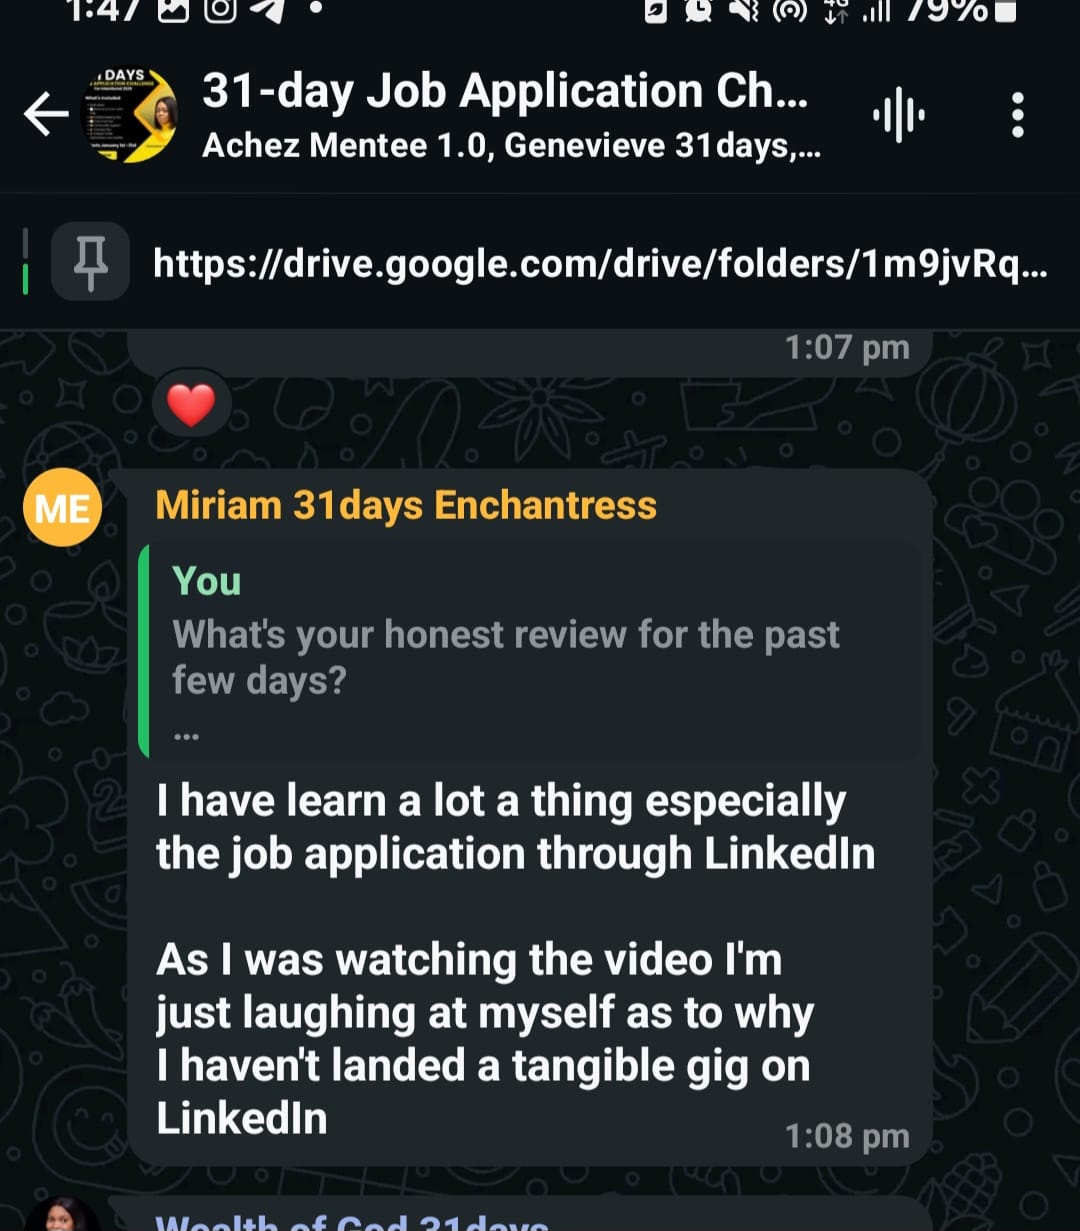 1:47
4G
79%
DAYS
31-day Job Application Ch...
Achez Mentee 1.0, Genevieve 31days,...
https://drive.google.com/drive/folders/1m9jvRq...
1:07 pm
ME
Miriam 31days Enchantress
You
What's your honest review for the past
few days?
...
I have learn a lot a thing especially
the job application through LinkedIn
As I was watching the video I'm
just laughing at myself as to why
I haven't landed a tangible gig on
LinkedIn
1:08 pm
Wealth of God 31days